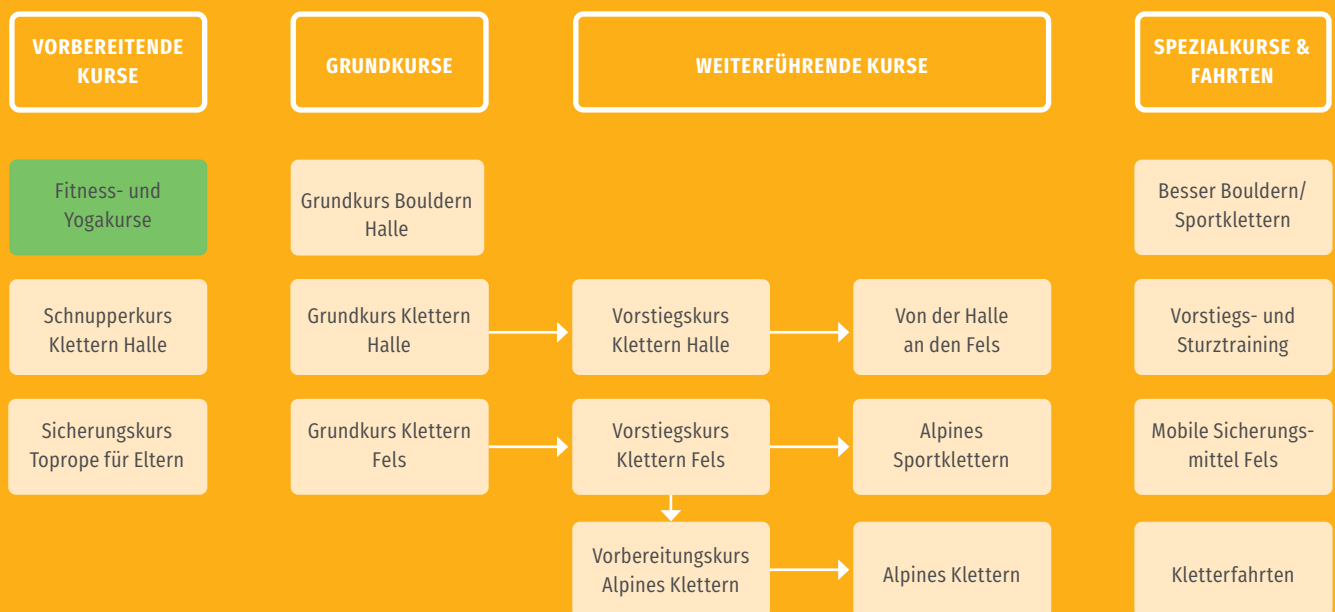 VORBEREITENDE
KURSE
GRUNDKURSE
WEITERFÜHRENDE KURSE
SPEZIALKURSE &
FAHRTEN
Fitness- und
Yogakurse
Grundkurs Bouldern
Halle
Besser Bouldern/
Sportklettern
Schnupperkurs
Klettern Halle
Grundkurs Klettern
Halle
Vorstiegskurs
Klettern Halle
Von der Halle
an den Fels
Vorstiegs- und
Sturztraining
Sicherungskurs
Toprope für Eltern
Grundkurs Klettern
Fels
Vorstiegskurs
Klettern Fels
Alpines
Sportklettern
Mobile Sicherungs-
mittel Fels
Vorbereitungskurs
Alpines Klettern
Alpines Klettern
Kletterfahrten